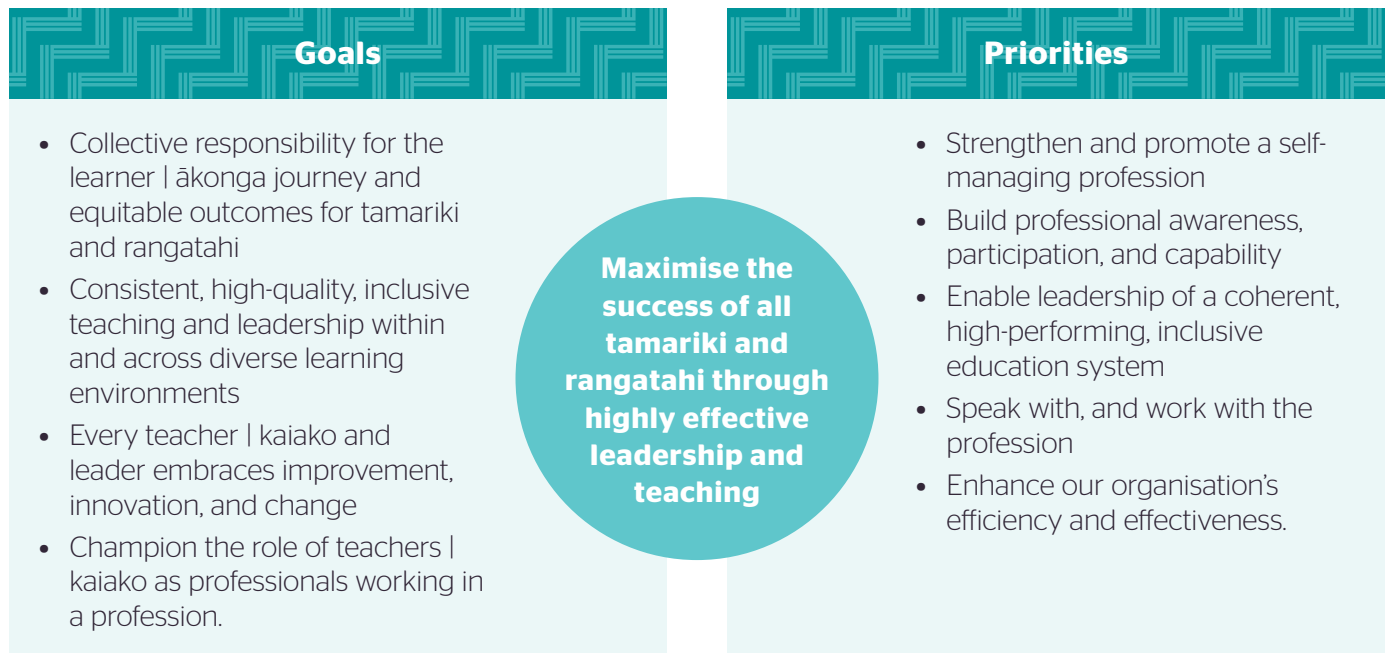 Goals
• Collective responsibility for the
learner | ākonga journey and
equitable outcomes for tamariki
and rangatahi
• Consistent, high-quality, inclusive
teaching and leadership within
and across diverse learning
environments
• Every teacher | kaiako and
leader embraces improvement,
innovation, and change
• Champion the role of teachers |
kaiako as professionals working in
a profession.
Maximise the
success of all
tamariki and
rangatahi through
highly effective
leadership and
teaching
Priorities
• Strengthen and promote a self-
managing profession
• Build professional awareness,
participation, and capability
• Enable leadership of a coherent,
high-performing, inclusive
education system
• Speak with, and work with the
profession
• Enhance our organisation's
efficiency and effectiveness.